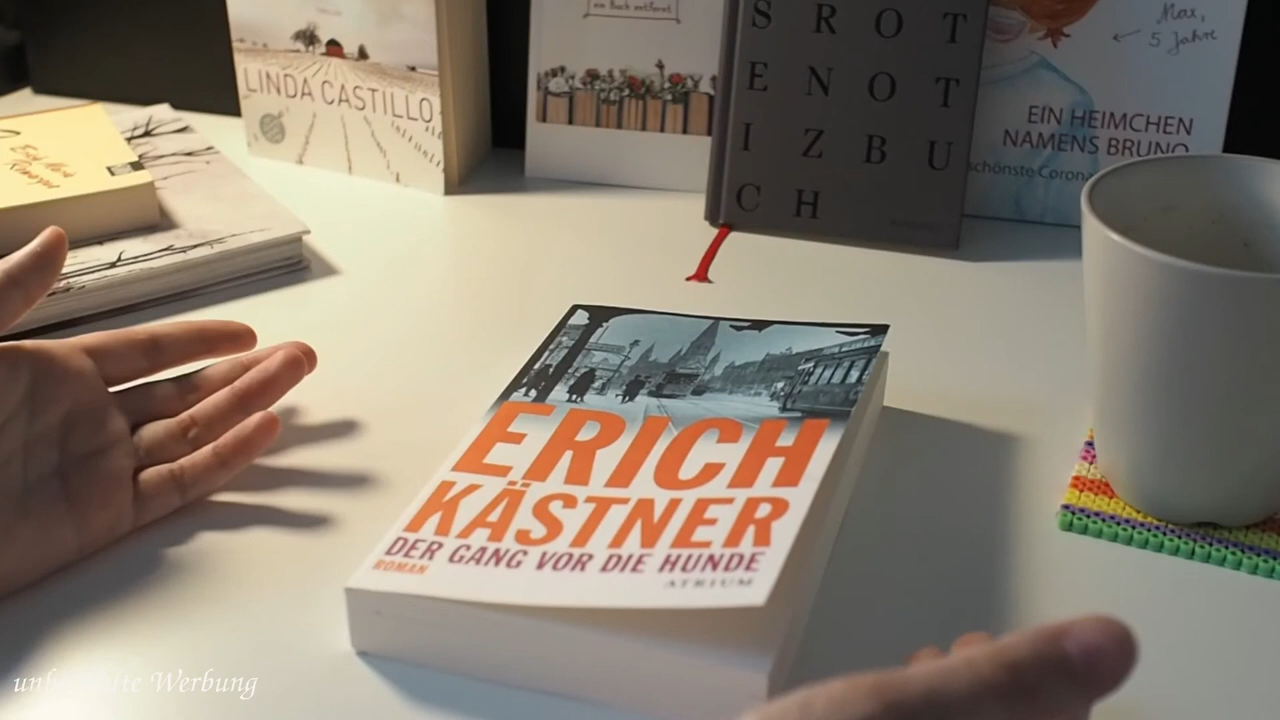 LINDA CASTILLO
ein Buch entfernt
S R O T
E N O T
I Z B U
C H
Max,
5 Jahre
EIN HEIMCHEN
NAMENS BRUNO
schönste Corona
ERICH
KÄSTNER
DER GANG VOR DIE HUNDE
ROMAN
ATRIUM
Werbung